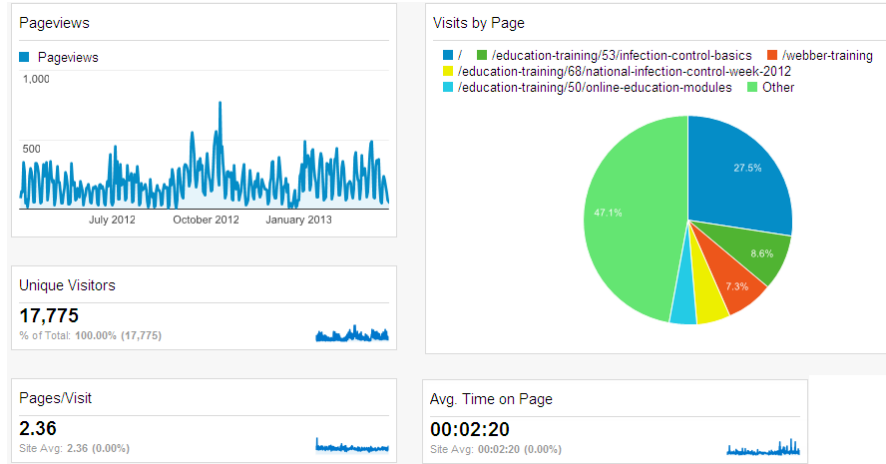 Pageviews
Pageviews
1,000
500
July 2012 October 2012 January 2013
Unique Visitors
17,775
% of Total: 100.00% (17,775)
Pages/Visit
2.36
Site Avg: 2.36 (0.00%)
Visits by Page
/ /education-training/53/infection-control-basics /webber-training
/education-training/68/national-infection-control-week-2012
/education-training/50/online-education-modules Other
27.5%
47.1%
8.6%
7.3%
Avg. Time on Page
00:02:20
Site Avg: 00:02:20 (0.00%)